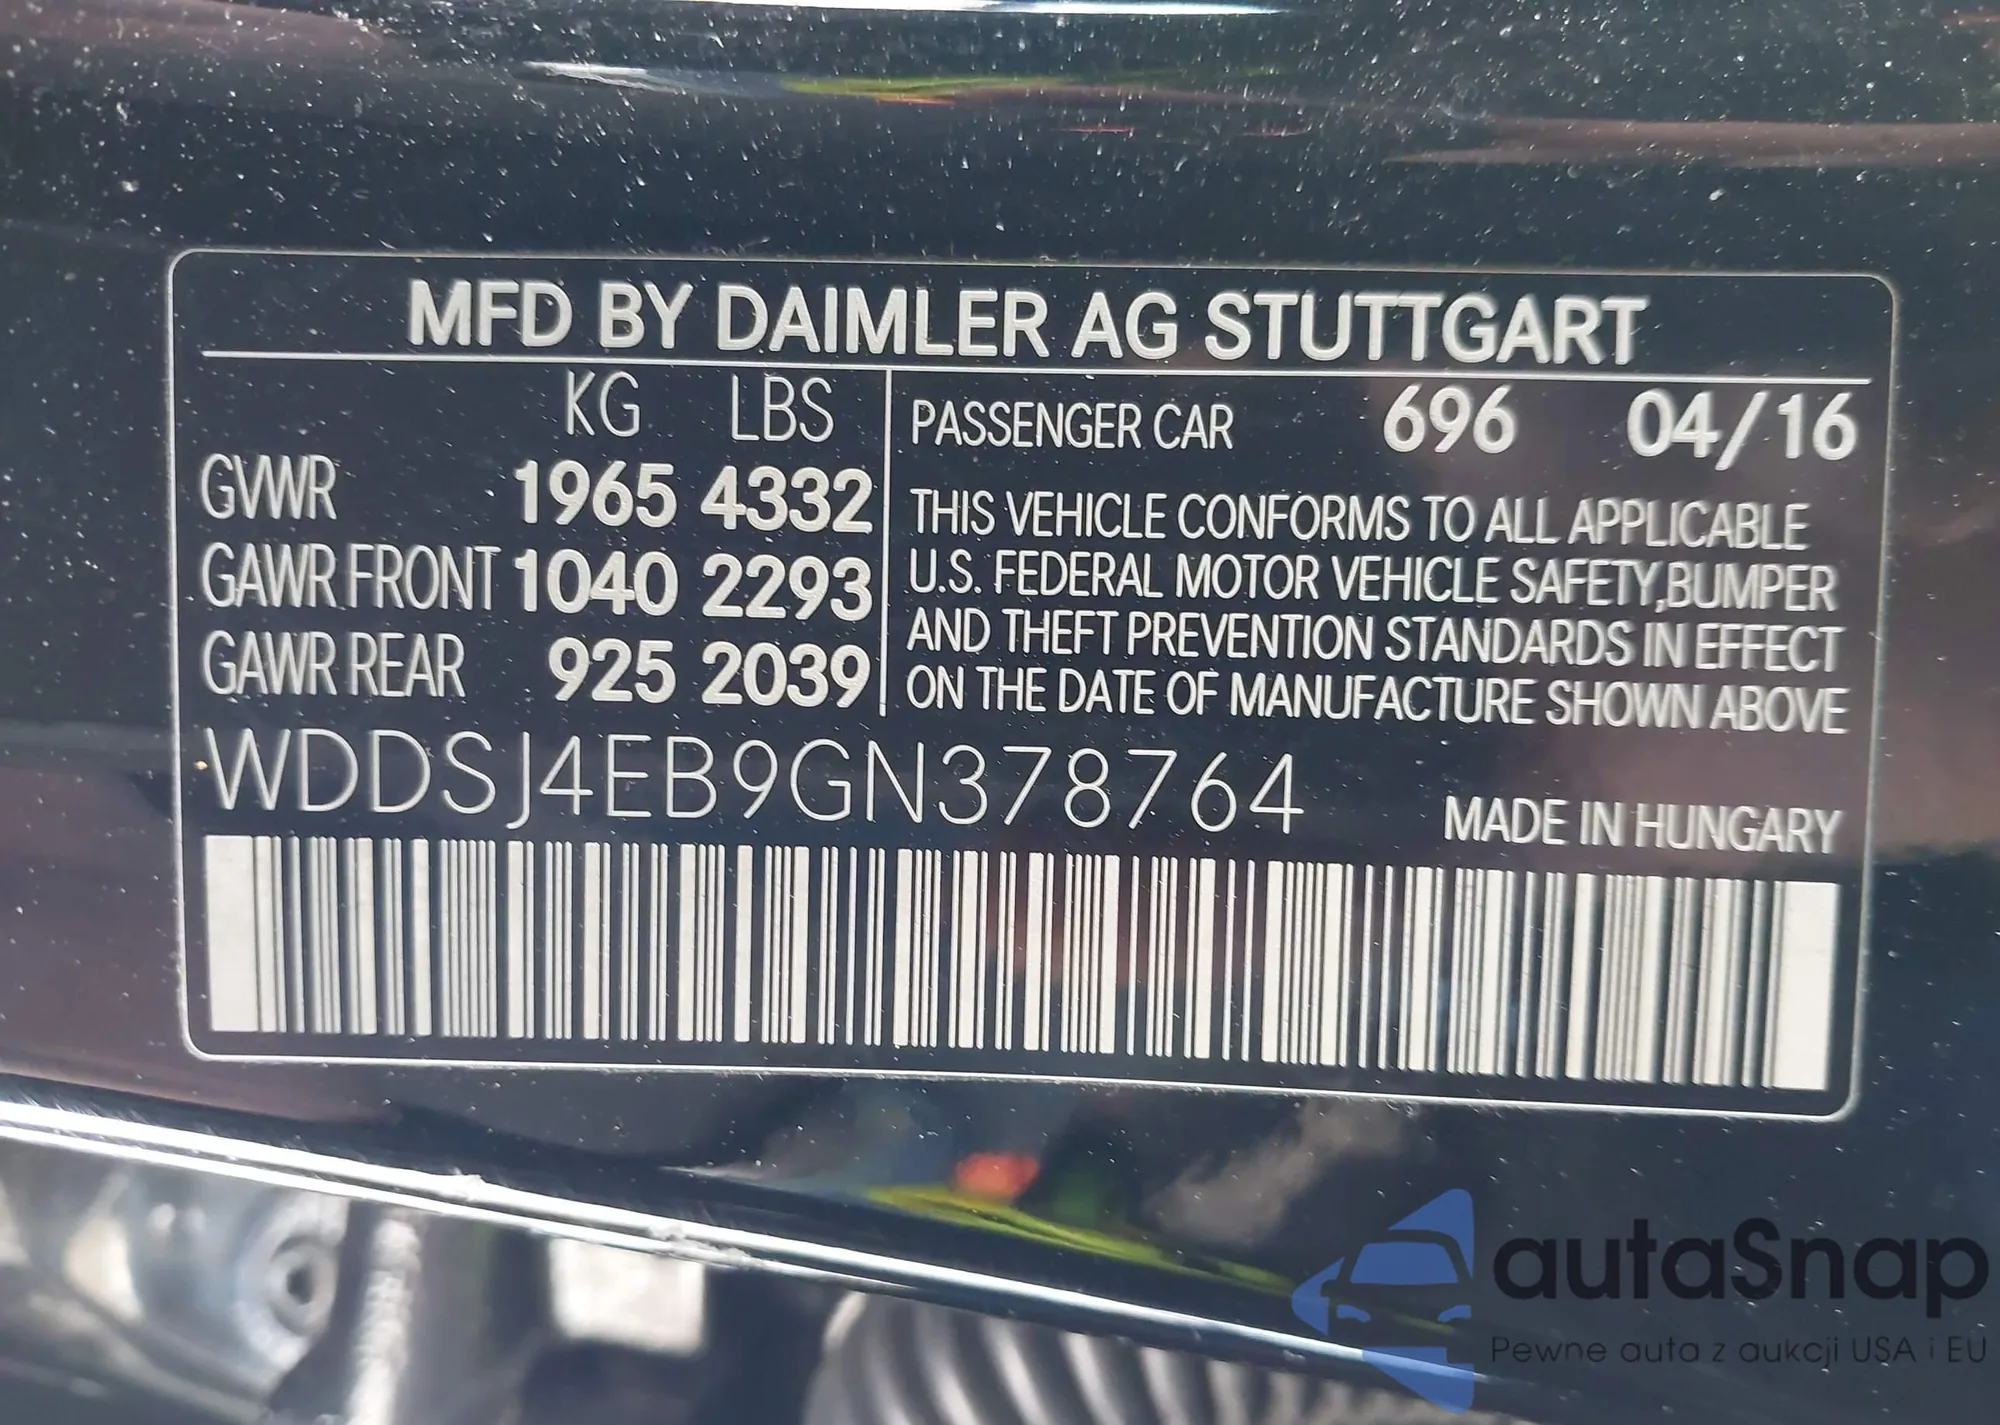 MFD BY DAIMLER AG STUTTGART
KG LBS
GVWR 1965 4332
GAWR FRONT 1040 2293
GAWR REAR 925 2039
PASSENGER CAR 696 04/16
THIS VEHICLE CONFORMS TO ALL APPLICABLE
U.S. FEDERAL MOTOR VEHICLE SAFETY,BUMPER
AND THEFT PREVENTION STANDARDS IN EFFECT
ON THE DATE OF MANUFACTURE SHOWN ABOVE
WDDSJ4EB9GN378764
MADE IN HUNGARY
autaSnap
Pewne auta z aukcji USA i EU